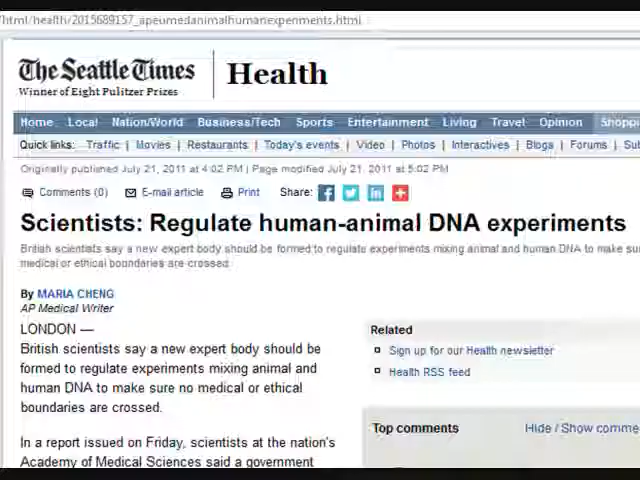 /html/health/2015689157_apeumedanimalhumanexperiments.html
The Seattle Times
Winner of Eight Pulitzer Prizes
Health
Home Local Nation/World Business/Tech Sports Entertainment Living Travel Opinion Shoppi
Quick links: Traffic | Movies | Restaurants | Today's events | Video | Photos | Interactives | Blogs | Forums | Sub
Originally published July 21, 2011 at 4:02 PM | Page modified July 21, 2011 at 5:02 PM
Comments (0) E-mail article Print Share:
Scientists: Regulate human-animal DNA experiments
British scientists say a new expert body should be formed to regulate experiments mixing animal and human DNA to make sure
medical or ethical boundaries are crossed.
By MARIA CHENG
AP Medical Writer
LONDON —
British scientists say a new expert body should be
formed to regulate experiments mixing animal and
human DNA to make sure no medical or ethical
boundaries are crossed.
In a report issued on Friday, scientists at the nation's
Academy of Medical Sciences said a government
Related
Sign up for our Health newsletter
Health RSS feed
Top comments
Hide / Show comme